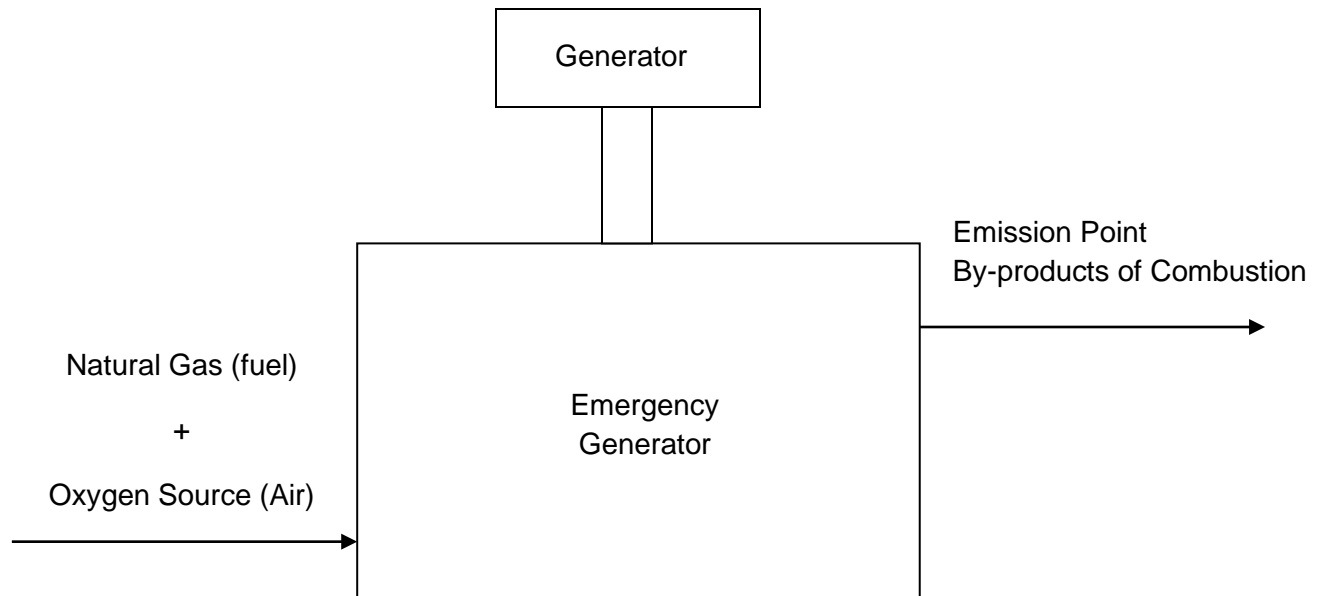 Generator
Emission Point
By-products of Combustion
Natural Gas (fuel)
+
Oxygen Source (Air)
Emergency
Generator